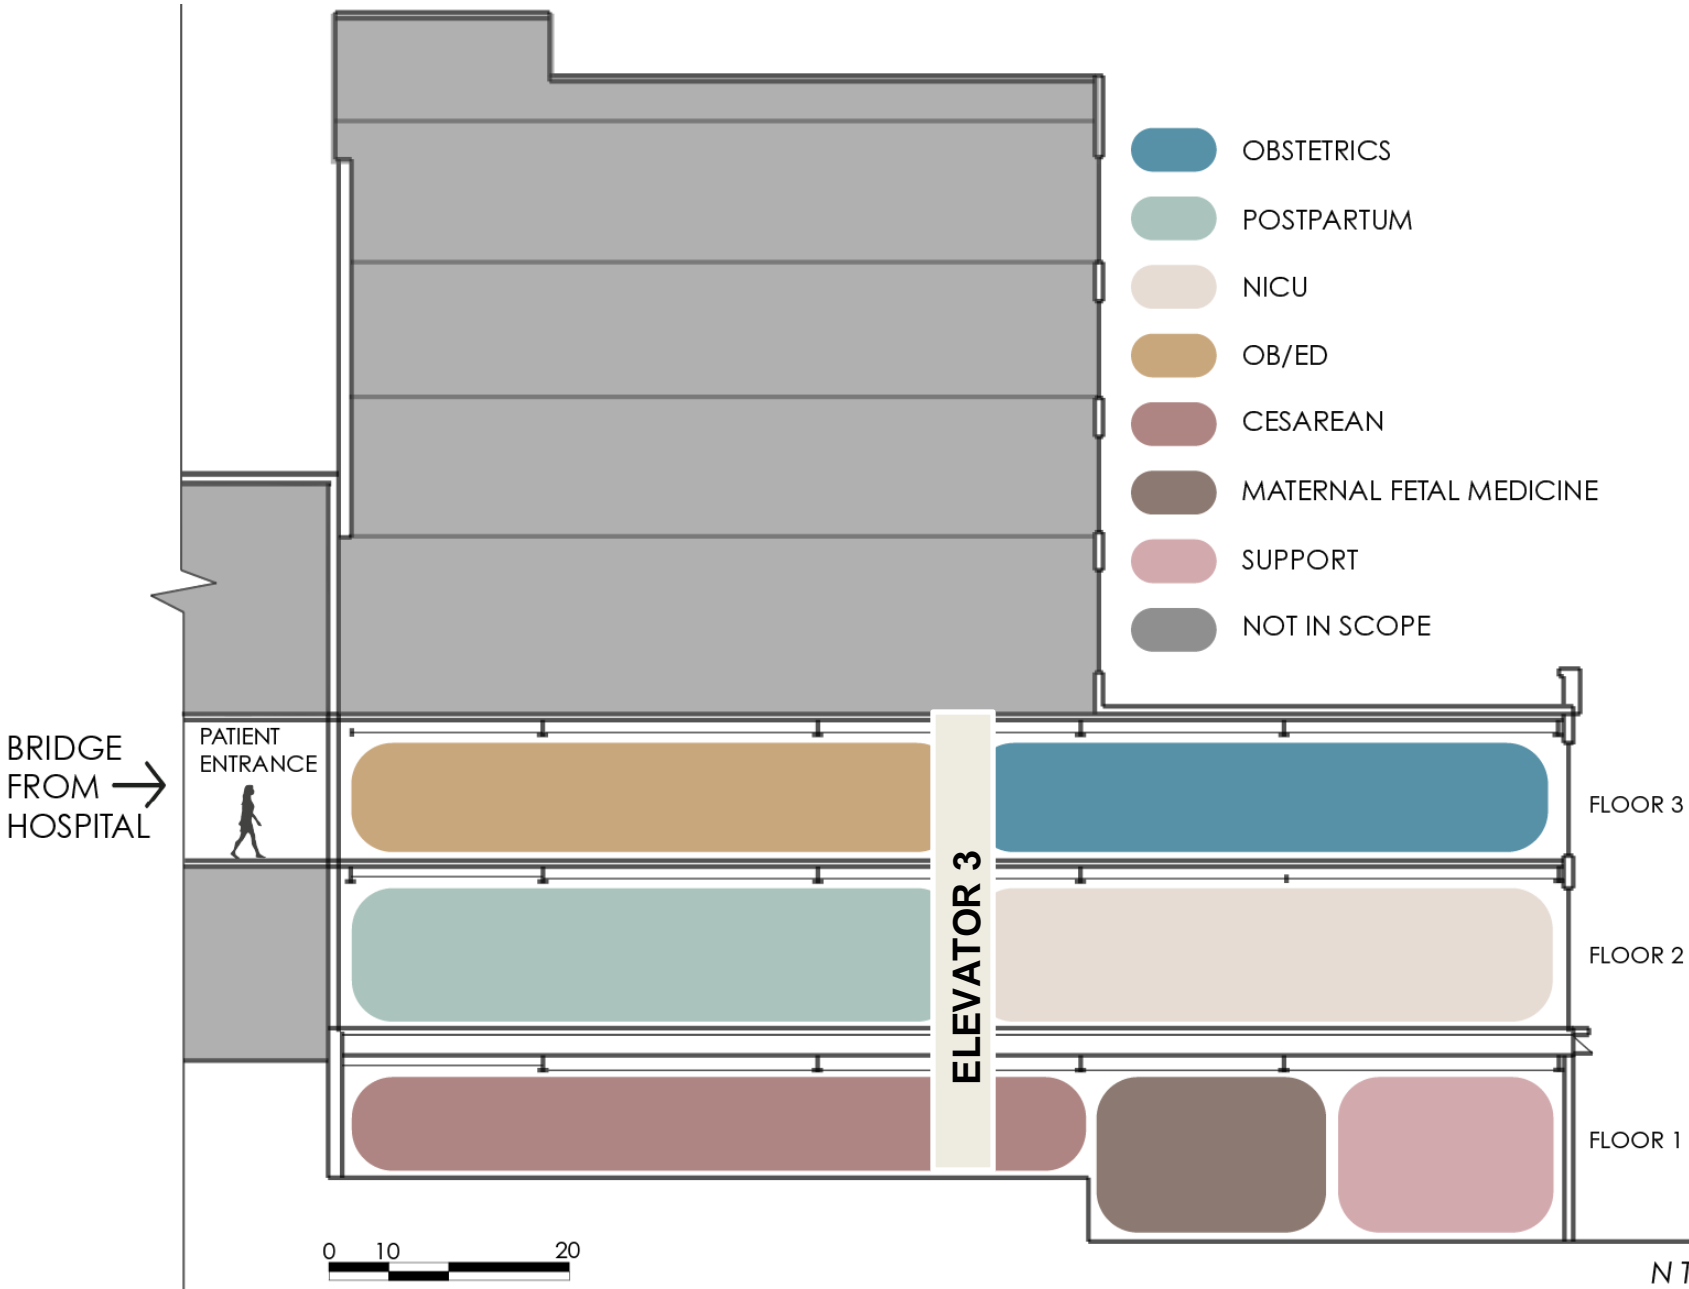 OBSTETRICS
POSTPARTUM
NICU
OB/ED
CESAREAN
MATERNAL FETAL MEDICINE
SUPPORT
NOT IN SCOPE
BRIDGE
FROM
HOSPITAL
PATIENT
ENTRANCE
ELEVATOR 3
FLOOR 3
FLOOR 2
FLOOR 1
0 10 20
N T